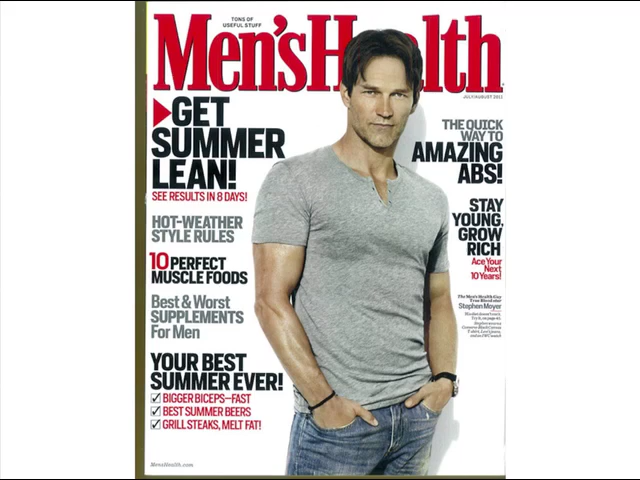 TONS OF
USEFUL STUFF
Men'sHealth
JULY/AUGUST 2011
GET
SUMMER
LEAN!
SEE RESULTS IN 8 DAYS!
HOT-WEATHER
STYLE RULES
10 PERFECT
MUSCLE FOODS
Best & Worst
SUPPLEMENTS
For Men
YOUR BEST
SUMMER EVER!
BIGGER BICEPS—FAST
BEST SUMMER BEERS
GRILL STEAKS, MELT FAT!
MensHealth.com
THE QUICK
WAY TO
AMAZING
ABS!
STAY
YOUNG,
GROW
RICH
Ace Your
Next
10 Years!
Stephen Moyer